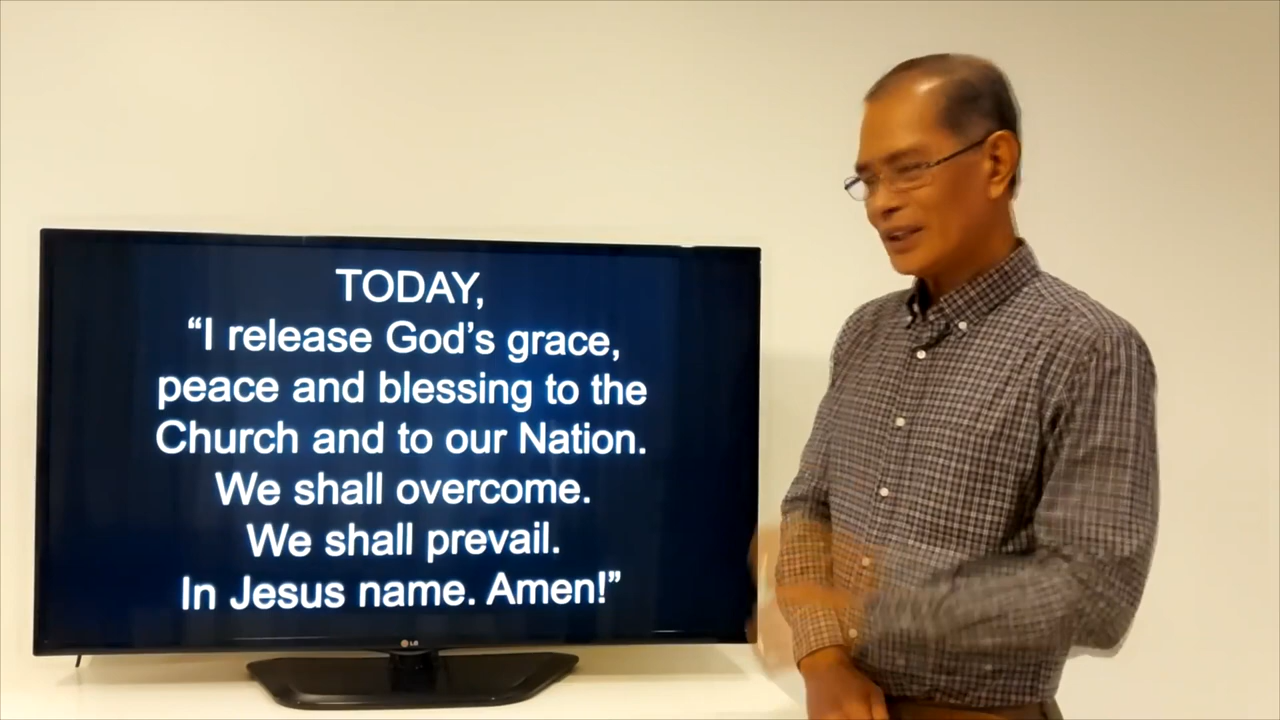 TODAY,
“I release God’s grace,
peace and blessing to the
Church and to our Nation.
We shall overcome.
We shall prevail.
In Jesus name. Amen!”
LG